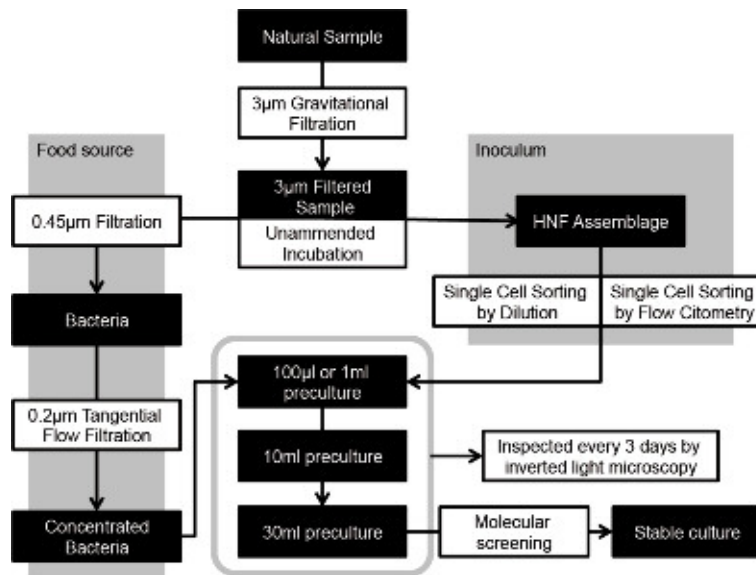 Natural Sample
3µm Gravitational
Filtration
Food source
Inoculum
3µm Filtered
Sample
Unammended
Incubation
0.45µm Filtration
HNF Assemblage
Single Cell Sorting
by Dilution
Single Cell Sorting
by Flow Citometry
Bacteria
100µl or 1ml
preculture
0.2µm Tangential
Flow Filtration
10ml preculture
Inspected every 3 days by
inverted light microscopy
Concentrated
Bacteria
30ml preculture
Molecular
screening
Stable culture